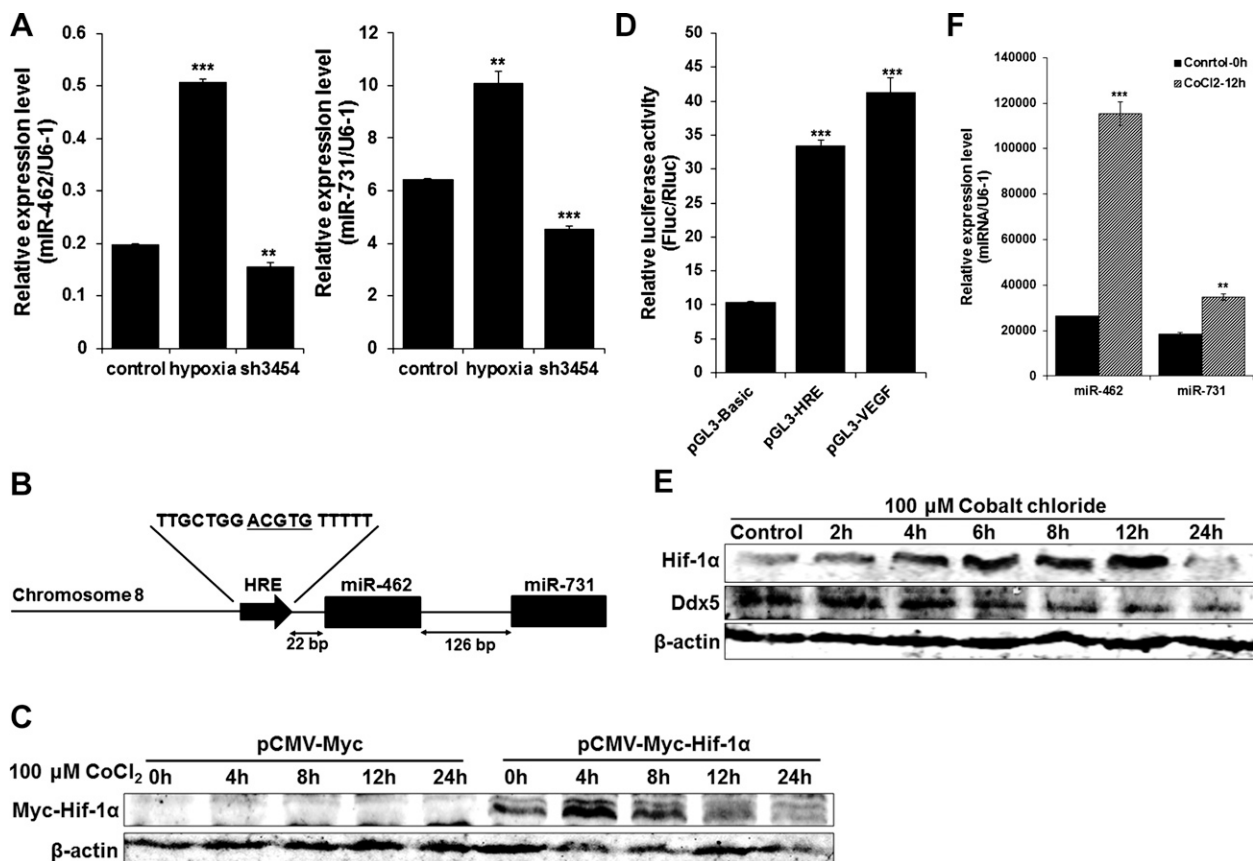 A
Relative expression level
(miR-462/U6-1)
0.6
0.5
0.4
0.3
0.2
0.1
0
***
**
control hypoxia sh3454
Relative expression level
(miR-731/U6-1)
12
10
8
6
4
2
0
**
***
control hypoxia sh3454
D
Relative luciferase activity
(Fluc/Rluc)
50
45
40
35
30
25
20
15
10
5
0
***
***
pGL3-Basic
pGL3-HRE
pGL3-VEGF
F
Relative expression level
(miRNA/U6-1)
140000
120000
100000
80000
60000
40000
20000
0
Conrtol-0h
CoCl2-12h
***
**
miR-462 miR-731
B
TTGCTGG ACGTG TTTTT
HRE miR-462 miR-731
Chromosome 8
22 bp 126 bp
E
100 µM Cobalt chloride
Control 2h 4h 6h 8h 12h 24h
Hif-1α
Ddx5
β-actin
C
pCMV-Myc pCMV-Myc-Hif-1α
100 µM CoCl2 0h 4h 8h 12h 24h 0h 4h 8h 12h 24h
Myc-Hif-1α
β-actin